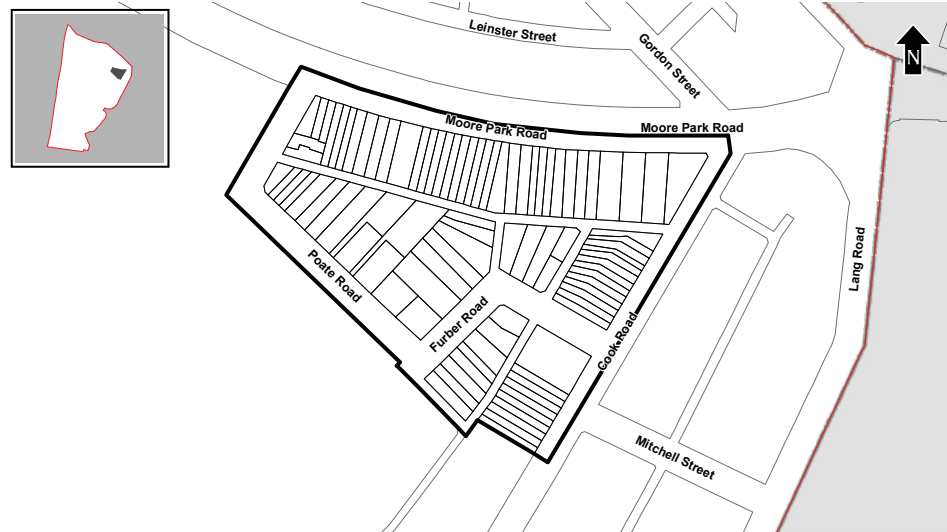 Leinster Street
Gordon Street
N
Moore Park Road
Moore Park Road
Lang Road
Poate Road
Furber Road
Cook Road
Mitchell Street